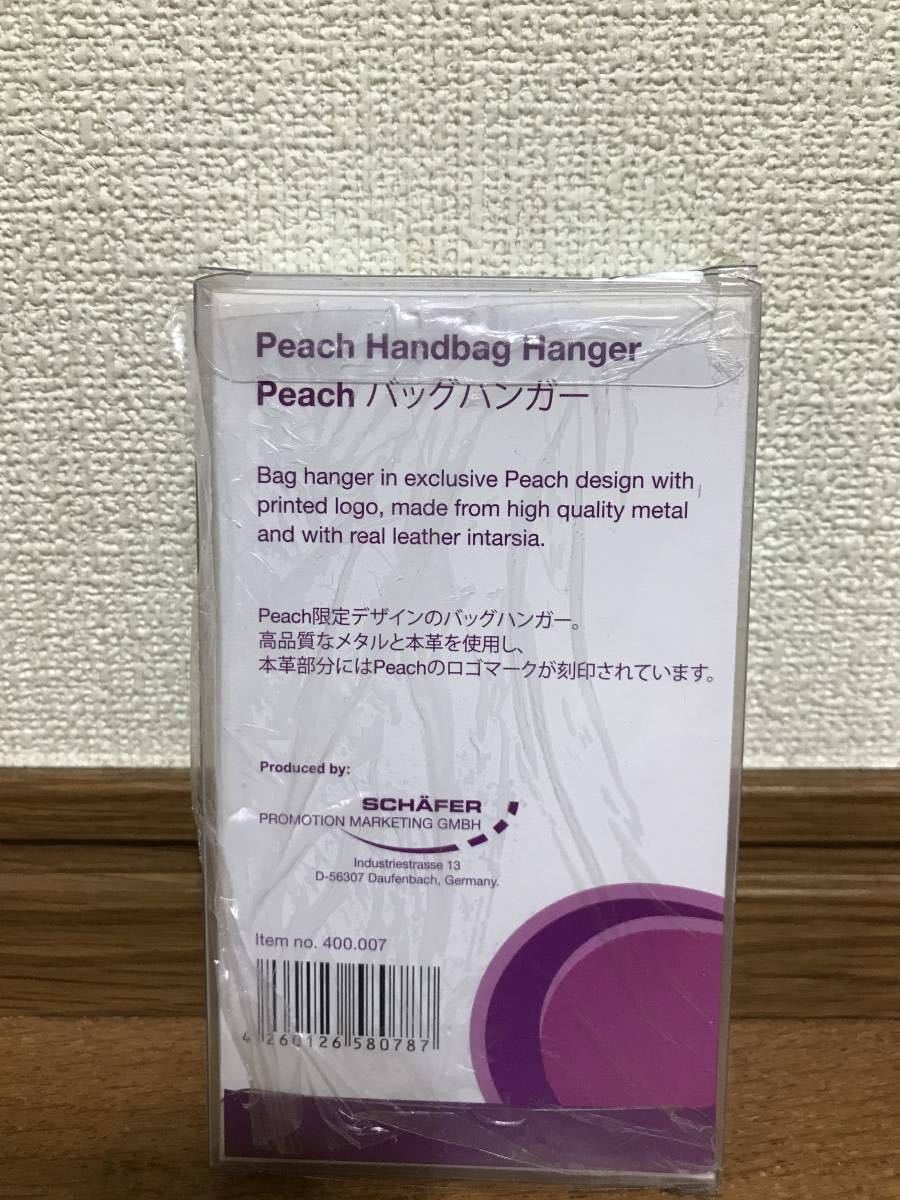 Peach Handbag Hanger
Peach バッグハンガー
Bag hanger in exclusive Peach design with
printed logo, made from high quality metal
and with real leather intarsia.
Peach限定デザインのバッグハンガー。
高品質なメタルと本革を使用し、
本革部分にはPeachのロゴマークが刻印されています。
Produced by:
SCHÄFER
PROMOTION MARKETING GMBH
Industriestrasse 13
D-56307 Daufenbach, Germany.
Item no. 400.007
4 260126 580787